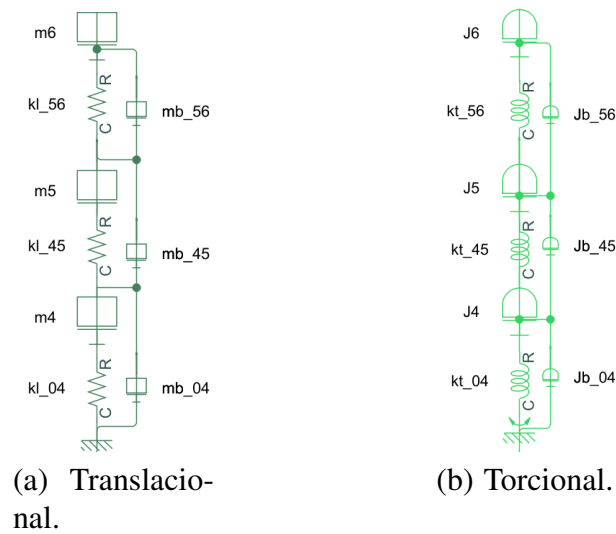 m6
R
kl_56
mb_56
C
m5
R
kl_45
mb_45
C
m4
R
kl_04
mb_04
C
(a) Translacio-
nal.
J6
R
kt_56
Jb_56
C
J5
R
kt_45
Jb_45
C
J4
R
kt_04
Jb_04
C
(b) Torcional.